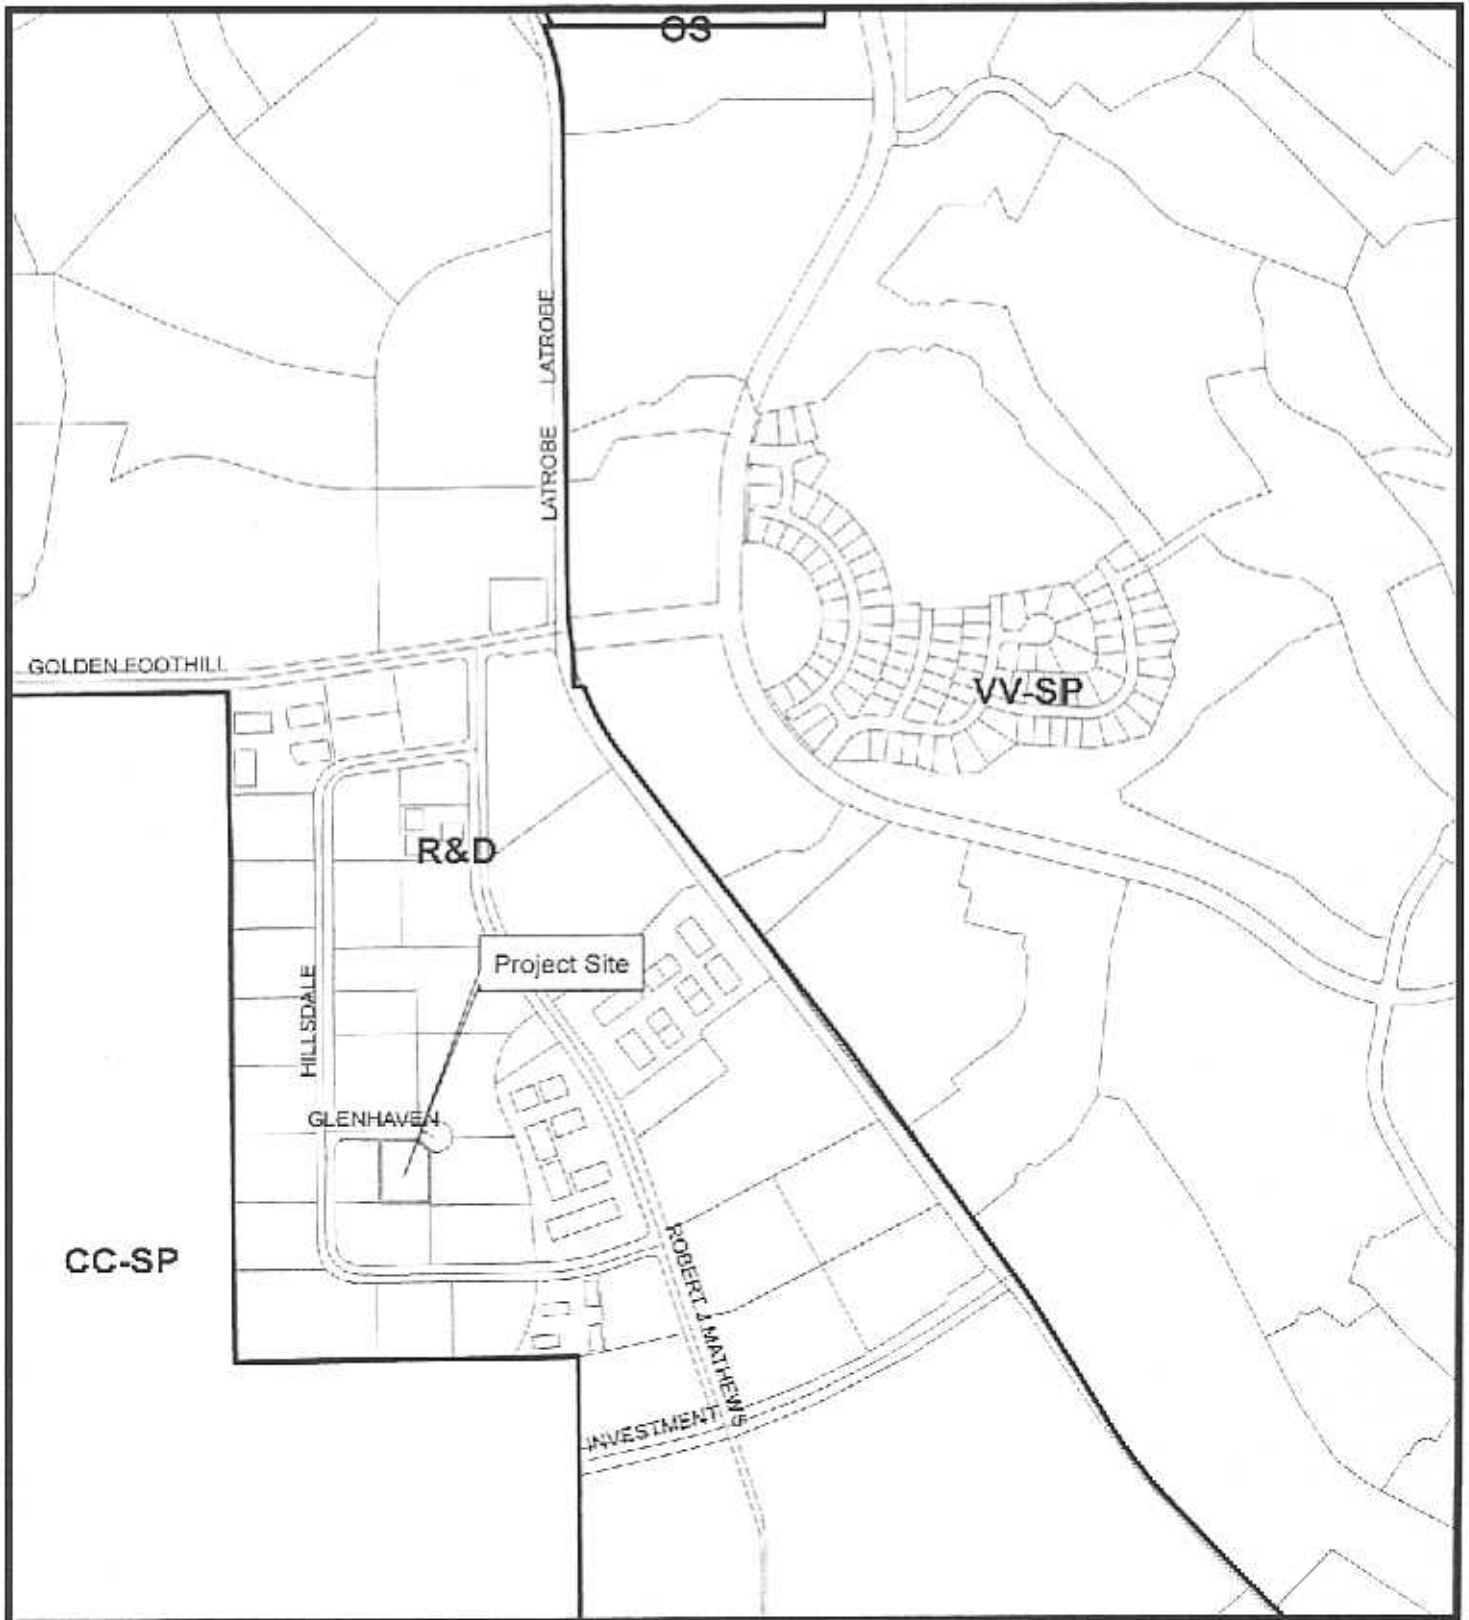 OS
LATROBE
LATROBE
GOLDEN FOOTHILL
VV-SP
R&D
Project Site
HILLSDALE
GLENHAVEN
CC-SP
ROBERT J MATHEWS
INVESTMENT